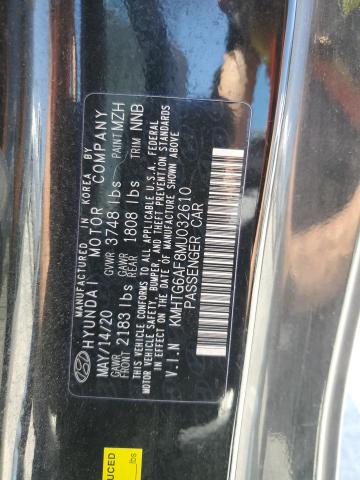 MANUFACTURED IN KOREA BY
HYUNDAI MOTOR COMPANY
MAY/14/20 GVWR 3748 lbs PAINT MZH
GAWR FRONT 2183 lbs GAWR REAR 1808 lbs TRIM NNB
THIS VEHICLE CONFORMS TO ALL APPLICABLE U.S.A. FEDERAL
MOTOR VEHICLE SAFETY, BUMPER, AND THEFT PREVENTION STANDARDS
IN EFFECT ON THE DATE OF MANUFACTURE SHOWN ABOVE
V.I.N KMHTG6AF8MU032610
PASSENGER CAR
UCED
lbs